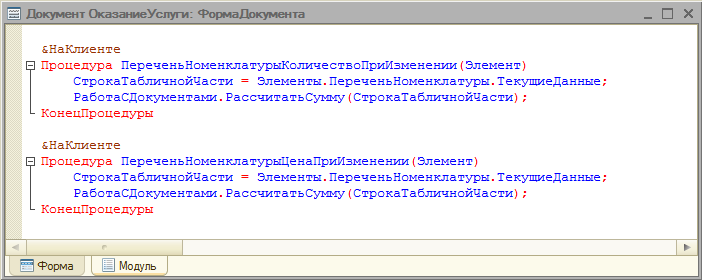 Документ ОказаниеУслуги: ФормаДокумента
&НаКлиенте
Процедура ПереченьНоменклатурыКоличествоПриИзменении(Элемент)
СтрокаТабличнойЧасти = Элементы.ПереченьНоменклатуры.ТекущиеДанные;
РаботаСДокументами.РассчитатьСумму(СтрокаТабличнойЧасти);
КонецПроцедуры
&НаКлиенте
Процедура ПереченьНоменклатурыЦенаПриИзменении(Элемент)
СтрокаТабличнойЧасти = Элементы.ПереченьНоменклатуры.ТекущиеДанные;
РаботаСДокументами.РассчитатьСумму(СтрокаТабличнойЧасти);
КонецПроцедуры
Форма Модуль